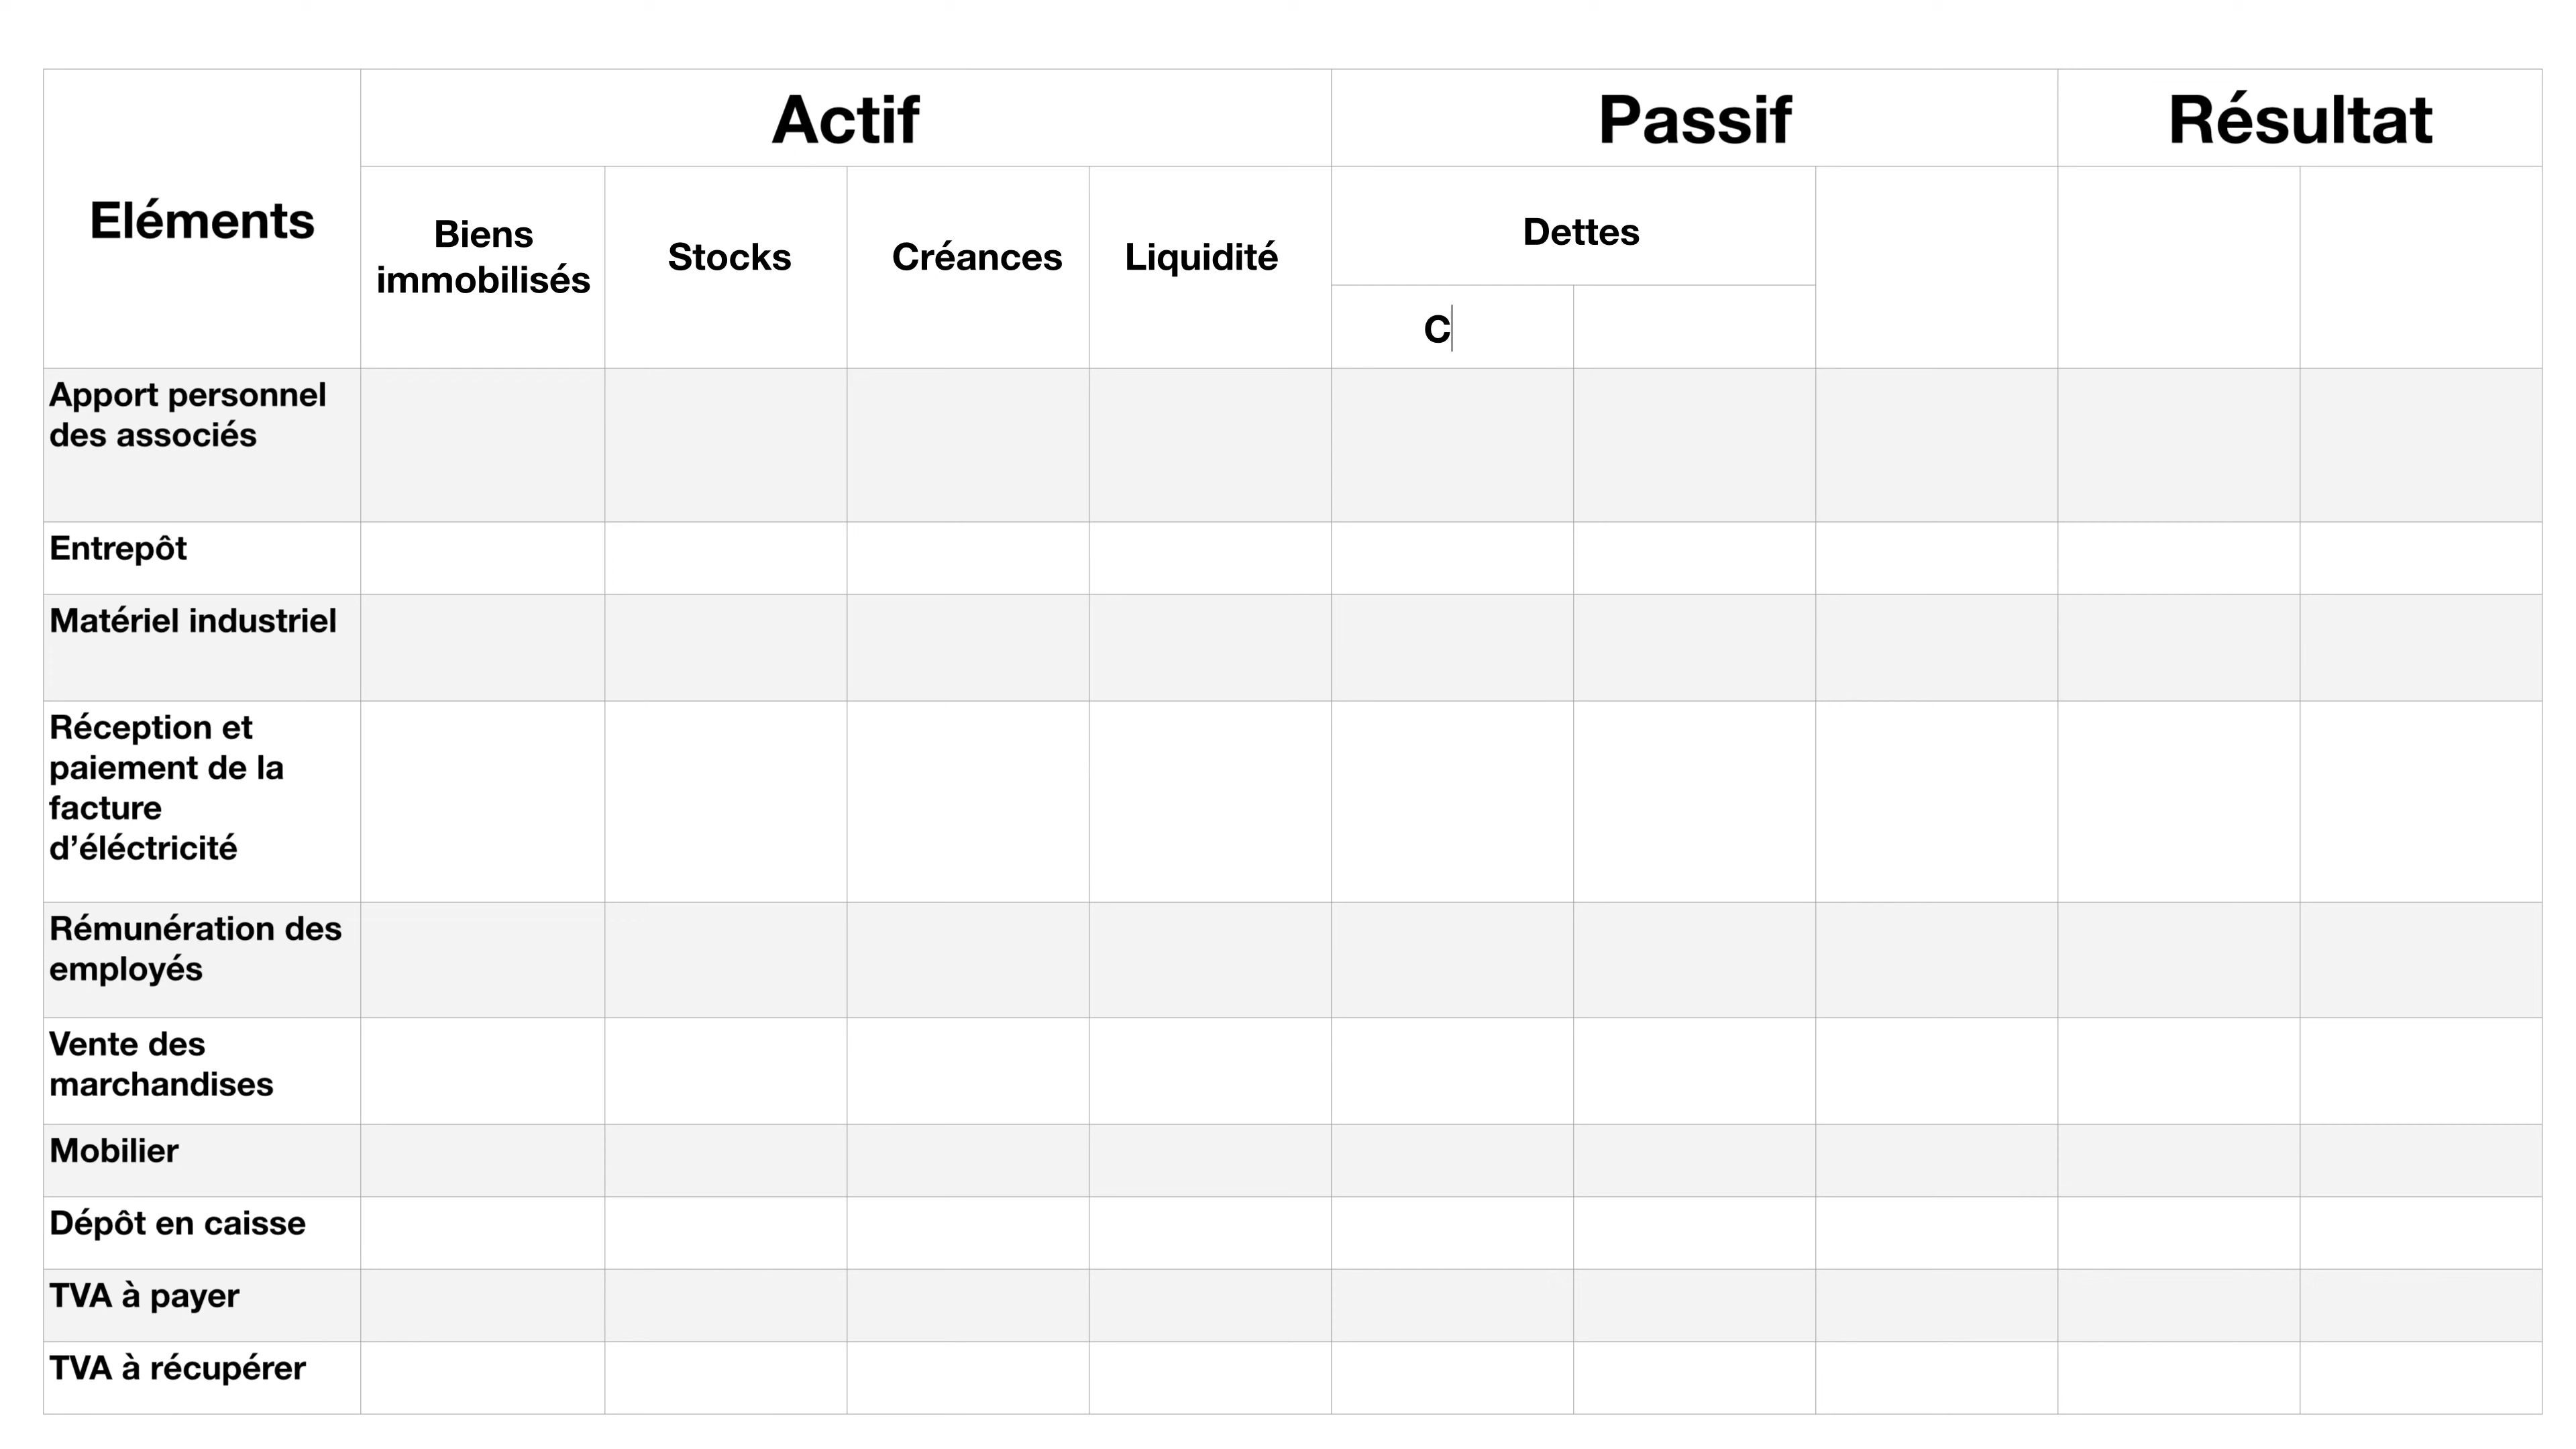 Eléments
Actif
Passif
Résultat
Biens
immobilisés
Stocks
Créances
Liquidité
Dettes
C
Apport personnel
des associés
Entrepôt
Matériel industriel
Réception et
paiement de la
facture
d’éléctricité
Rémunération des
employés
Vente des
marchandises
Mobilier
Dépôt en caisse
TVA à payer
TVA à récupérer